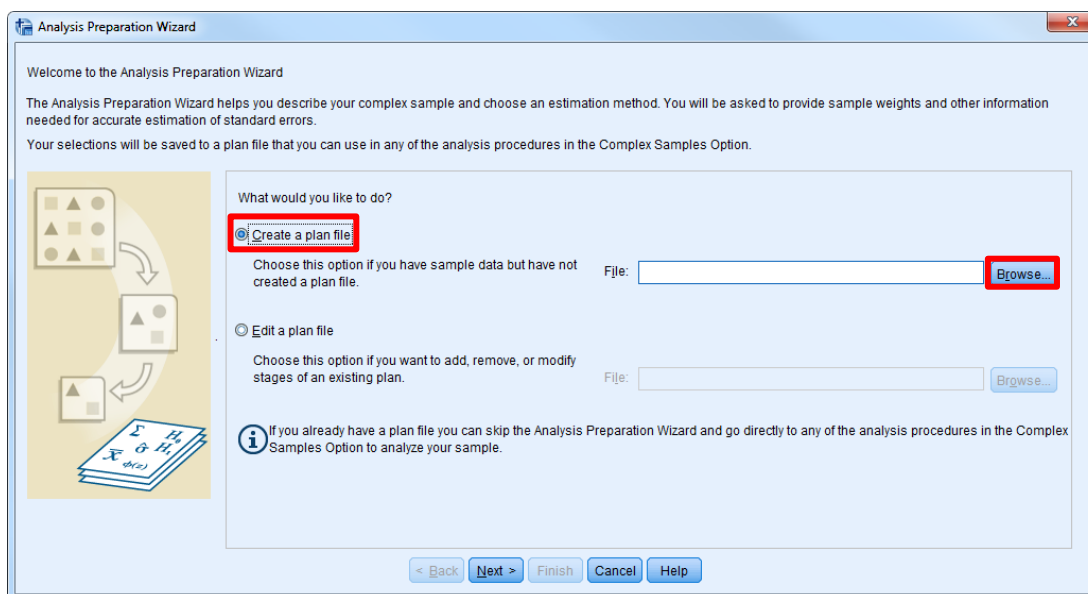 Analysis Preparation Wizard
Welcome to the Analysis Preparation Wizard
The Analysis Preparation Wizard helps you describe your complex sample and choose an estimation method. You will be asked to provide sample weights and other information
needed for accurate estimation of standard errors.
Your selections will be saved to a plan file that you can use in any of the analysis procedures in the Complex Samples Option.
What would you like to do?
Create a plan file
Choose this option if you have sample data but have not
created a plan file.
File:
Browse...
Edit a plan file
Choose this option if you want to add, remove, or modify
stages of an existing plan.
File:
Browse...
If you already have a plan file you can skip the Analysis Preparation Wizard and go directly to any of the analysis procedures in the Complex
Samples Option to analyze your sample.
Σ H₀
x̄ σ̂ H₁
φ(z)
< Back Next > Finish Cancel Help